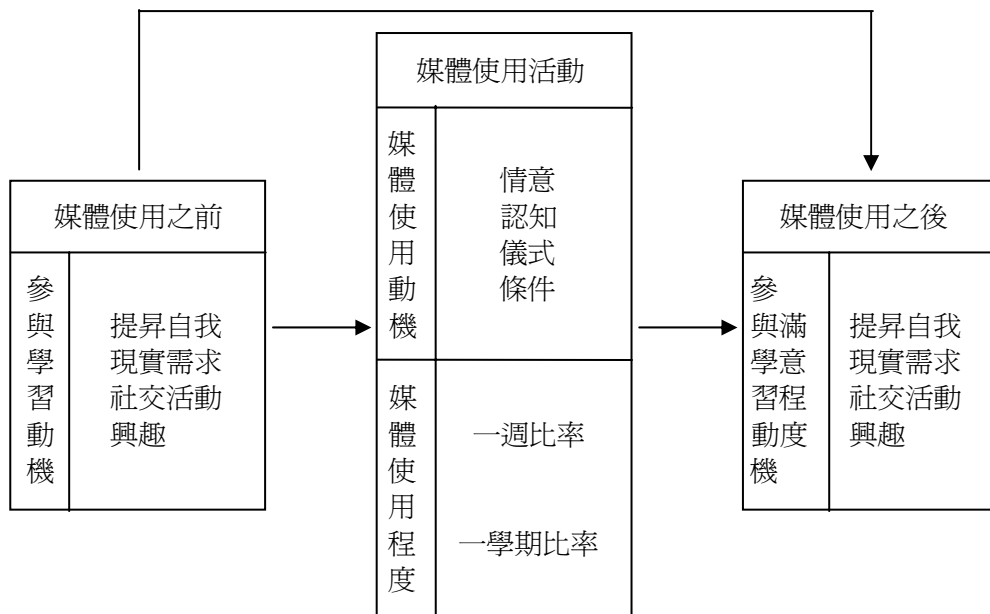 媒體使用之前
參與學習動機
提昇自我
現實需求
社交活動
興趣
媒體使用活動
媒體使用動機
情意
認知
儀式
條件
媒體使用程度
一週比率
一學期比率
媒體使用之後
參與學習動機
滿意程度
提昇自我
現實需求
社交活動
興趣